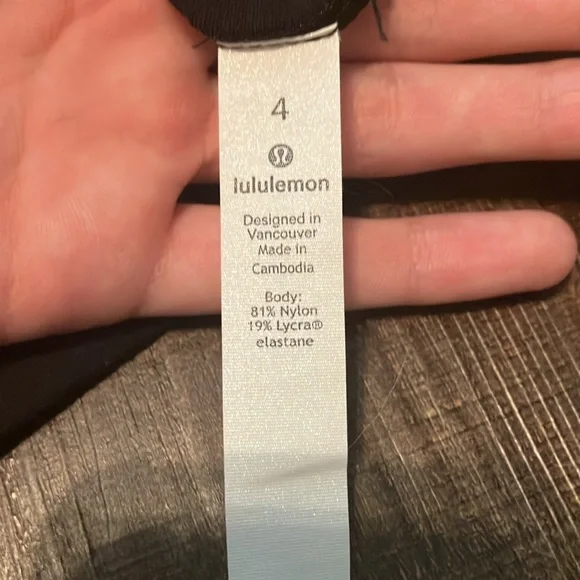 4
lululemon
Designed in
Vancouver
Made in
Cambodia
Body:
81% Nylon
19% Lycra®
elastane